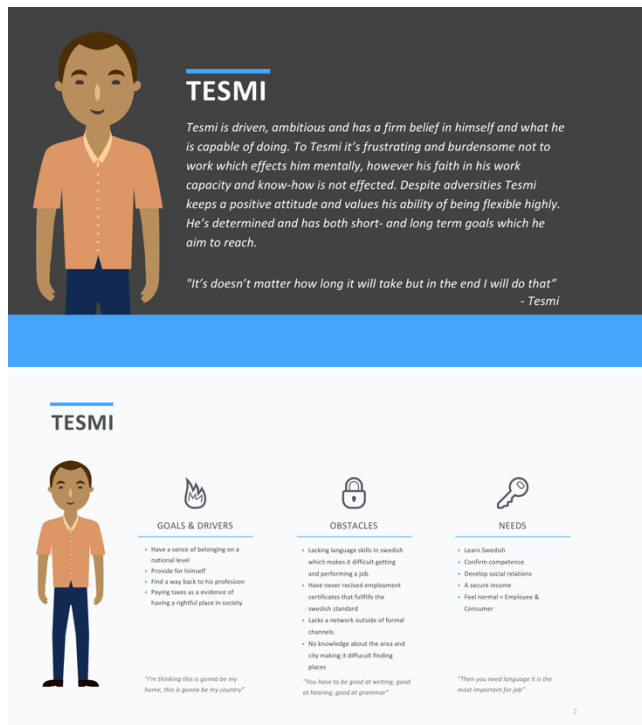 TESMI
Tesmi is driven, ambitious and has a firm belief in himself and what he
is capable of doing. To Tesmi it's frustrating and burdensome not to
work which effects him mentally, however his faith in his work
capacity and know-how is not effected. Despite adversities Tesmi
keeps a positive attitude and values his ability of being flexible highly.
He's determined and has both short- and long term goals which he
aim to reach.
"It's doesn't matter how long it will take but in the end I will do that"
- Tesmi
TESMI
GOALS & DRIVERS
• Have a sence of belonging on a
national level
• Provide for himself
• Find a way back to his profession
• Paying taxes as a evidence of
having a rightful place in society
"I'm thinking this is gonna be my
home, this is gonna be my country"
OBSTACLES
• Lacking language skills in swedish
which makes it difficult getting
and performing a job.
• Have never recived employment
certificates that fullfills the
swedish standard
• Lacks a network outside of formal
channels.
• No knowledge about the area and
city making it diffucult finding
places
"You have to be good at writing, good
at hearing, good at grammar"
NEEDS
• Learn Swedish
• Confirm competence
• Develop social relations
• A secure income
• Feel normal = Employee &
Consumer
"Then you need language it is the
most important for job"
2